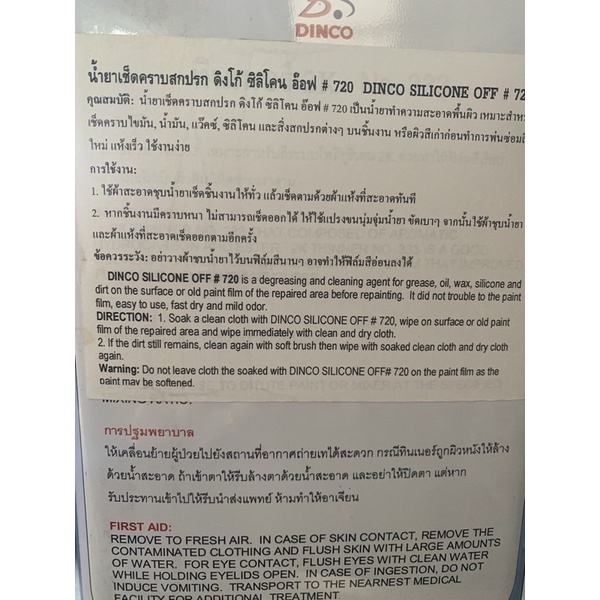 DINCO
น้ำยาเช็ดคราบสกปรก ดิงโก้ ซิลิโคน อ๊อฟ # 720 DINCO SILICONE OFF # 72
คุณสมบัติ: น้ำยาเช็ดคราบสกปรก ดิงโก้ ซิลิโคน อ๊อฟ # 720 เป็นน้ำยาทำความสะอาดพื้นผิว เหมาะสำหร
เช็ดคราบไขมัน, น้ำมัน, แว๊คซ์, ซิลิโคน และสิ่งสกปรกต่างๆ บนชิ้นงาน หรือผิวสีเก่าก่อนทำการพ่นซ่อมสี
ใหม่ แห้งเร็ว ใช้งานง่าย
การใช้งาน:
1. ใช้ผ้าสะอาดชุบน้ำยาเช็ดชิ้นงานให้ทั่ว แล้วเช็ดตามด้วยผ้าแห้งที่สะอาดทันที
2. หากชิ้นงานมีคราบหนา ไม่สามารถเช็ดออกได้ ให้ใช้แปรงขนนุ่มจุ่มน้ำยา ขัดเบาๆ จากนั้นใช้ผ้าชุบน้ำยา
และผ้าแห้งที่สะอาดเช็ดออกตามอีกครั้ง
ข้อควรระวัง: อย่าวางผ้าชุบน้ำยาไว้บนฟิล์มสีนานๆ อาจทำให้ฟิล์มสีอ่อนลงได้
DINCO SILICONE OFF # 720 is a degreasing and cleaning agent for grease, oil, wax, silicone and
dirt on the surface or old paint film of the repaired area before repainting. It did not trouble to the paint
film, easy to use, fast dry and mild odor.
DIRECTION: 1. Soak a clean cloth with DINCO SILICONE OFF # 720, wipe on surface or old paint
film of the repaired area and wipe immediately with clean and dry cloth.
2. If the dirt still remains, clean again with soft brush then wipe with soaked clean cloth and dry cloth
again.
Warning: Do not leave cloth the soaked with DINCO SILICONE OFF# 720 on the paint film as the
paint may be softened.
MIXING RATIO:
การปฐมพยาบาล
ให้เคลื่อนย้ายผู้ป่วยไปยังสถานที่อากาศถ่ายเทได้สะดวก กรณีทินเนอร์ถูกผิวหนังให้ล้าง
ด้วยน้ำสะอาด ถ้าเข้าตาให้รีบล้างตาด้วยน้ำสะอาด และอย่าให้ปิดตา แต่หาก
รับประทานเข้าไปให้รีบนำส่งแพทย์ ห้ามทำให้อาเจียน
FIRST AID:
REMOVE TO FRESH AIR. IN CASE OF SKIN CONTACT, REMOVE THE
CONTAMINATED CLOTHING AND FLUSH SKIN WITH LARGE AMOUNTS
OF WATER. FOR EYE CONTACT, FLUSH EYES WITH CLEAN WATER
WHILE HOLDING EYELIDS OPEN. IN CASE OF INGESTION, DO NOT
INDUCE VOMITING. TRANSPORT TO THE NEARNEST MEDICAL
FACILITY FOR ADDITIONAL TREATMENT.